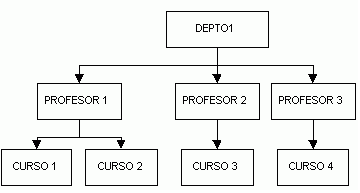 DEPTO1
PROFESOR 1
PROFESOR 2
PROFESOR 3
CURSO 1
CURSO 2
CURSO 3
CURSO 4